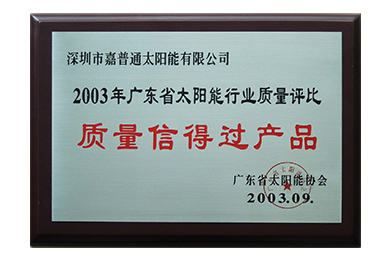 深圳市嘉普通太阳能有限公司
2003年广东省太阳能行业质量评比
质量信得过产品
广东省太阳能协会
2003.09.